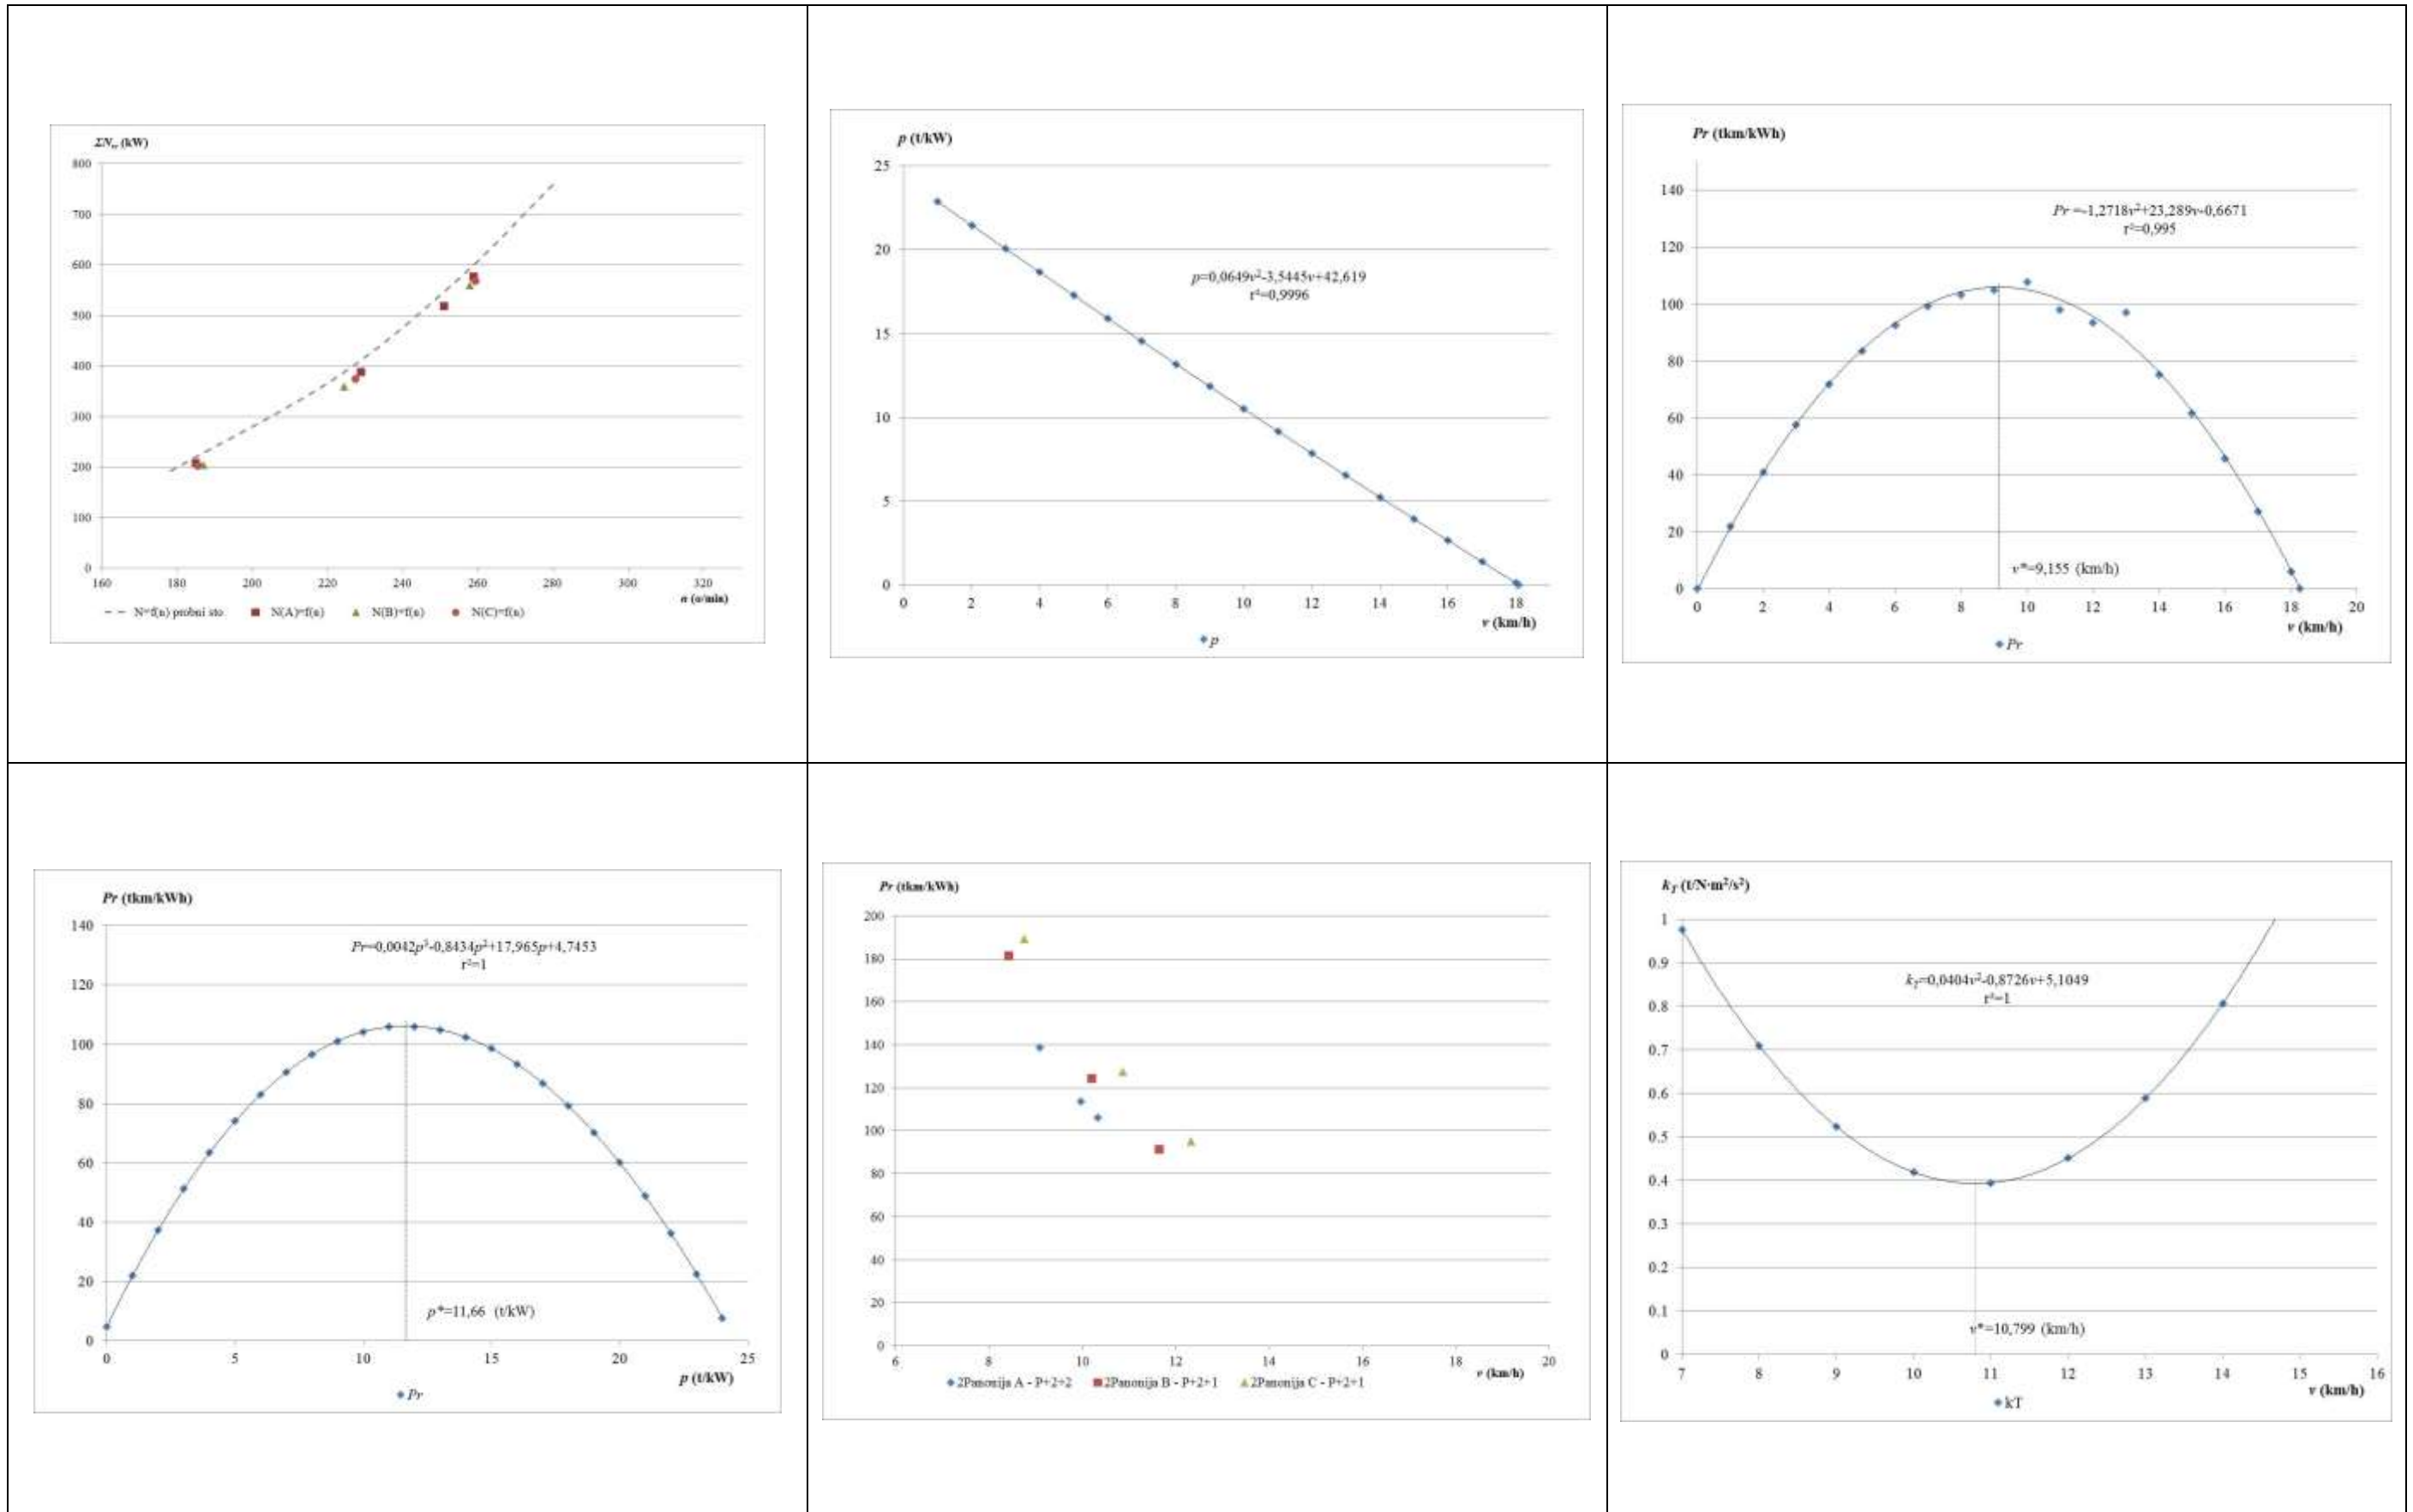 ΣNw (kW)
800
700
600
500
400
300
200
100
0
160 180 200 220 240 260 280 300 320
n (o/min)
N=f(n) probni sto N(A)=f(n) N(B)=f(n) N(C)=f(n)
p (t/kW)
25
20
15
10
5
0
p=0,0649v²-3,5445v+42,619
r²=0,9996
0 2 4 6 8 10 12 14 16 18
v (km/h)
p
Pr (tkm/kWh)
140
120
100
80
60
40
20
0
Pr =-1,2718v²+23,289v-0,6671
r²=0,995
v*=9,155 (km/h)
0 2 4 6 8 10 12 14 16 18 20
v (km/h)
Pr
Pr (tkm/kWh)
140
120
100
80
60
40
20
0
Pr=0,0042p³-0,8434p²+17,965p+4,7453
r²=1
p*=11,66 (t/kW)
0 5 10 15 20 25
p (t/kW)
Pr
Pr (tkm/kWh)
200
180
160
140
120
100
80
60
40
20
0
6 8 10 12 14 16 18 20
v (km/h)
2Panonija A - P+2+2 2Panonija B - P+2+1 2Panonija C - P+2+1
kT (t/N·m²/s²)
1
0.9
0.8
0.7
0.6
0.5
0.4
0.3
0.2
0.1
0
kT=0,0404v²-0,8726v+5,1049
r²=1
v*=10,799 (km/h)
7 8 9 10 11 12 13 14 15 16
v (km/h)
kT